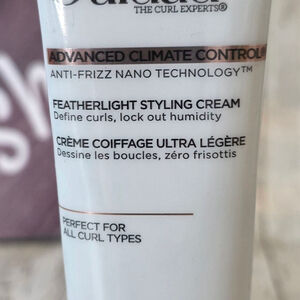 THE CURL EXPERTS®
ADVANCED CLIMATE CONTROL
ANTI-FRIZZ NANO TECHNOLOGY™
FEATHERLIGHT STYLING CREAM
Define curls, lock out humidity
CRÈME COIFFAGE ULTRA LÉGÈRE
Dessine les boucles, zéro frisottis
PERFECT FOR
ALL CURL TYPES